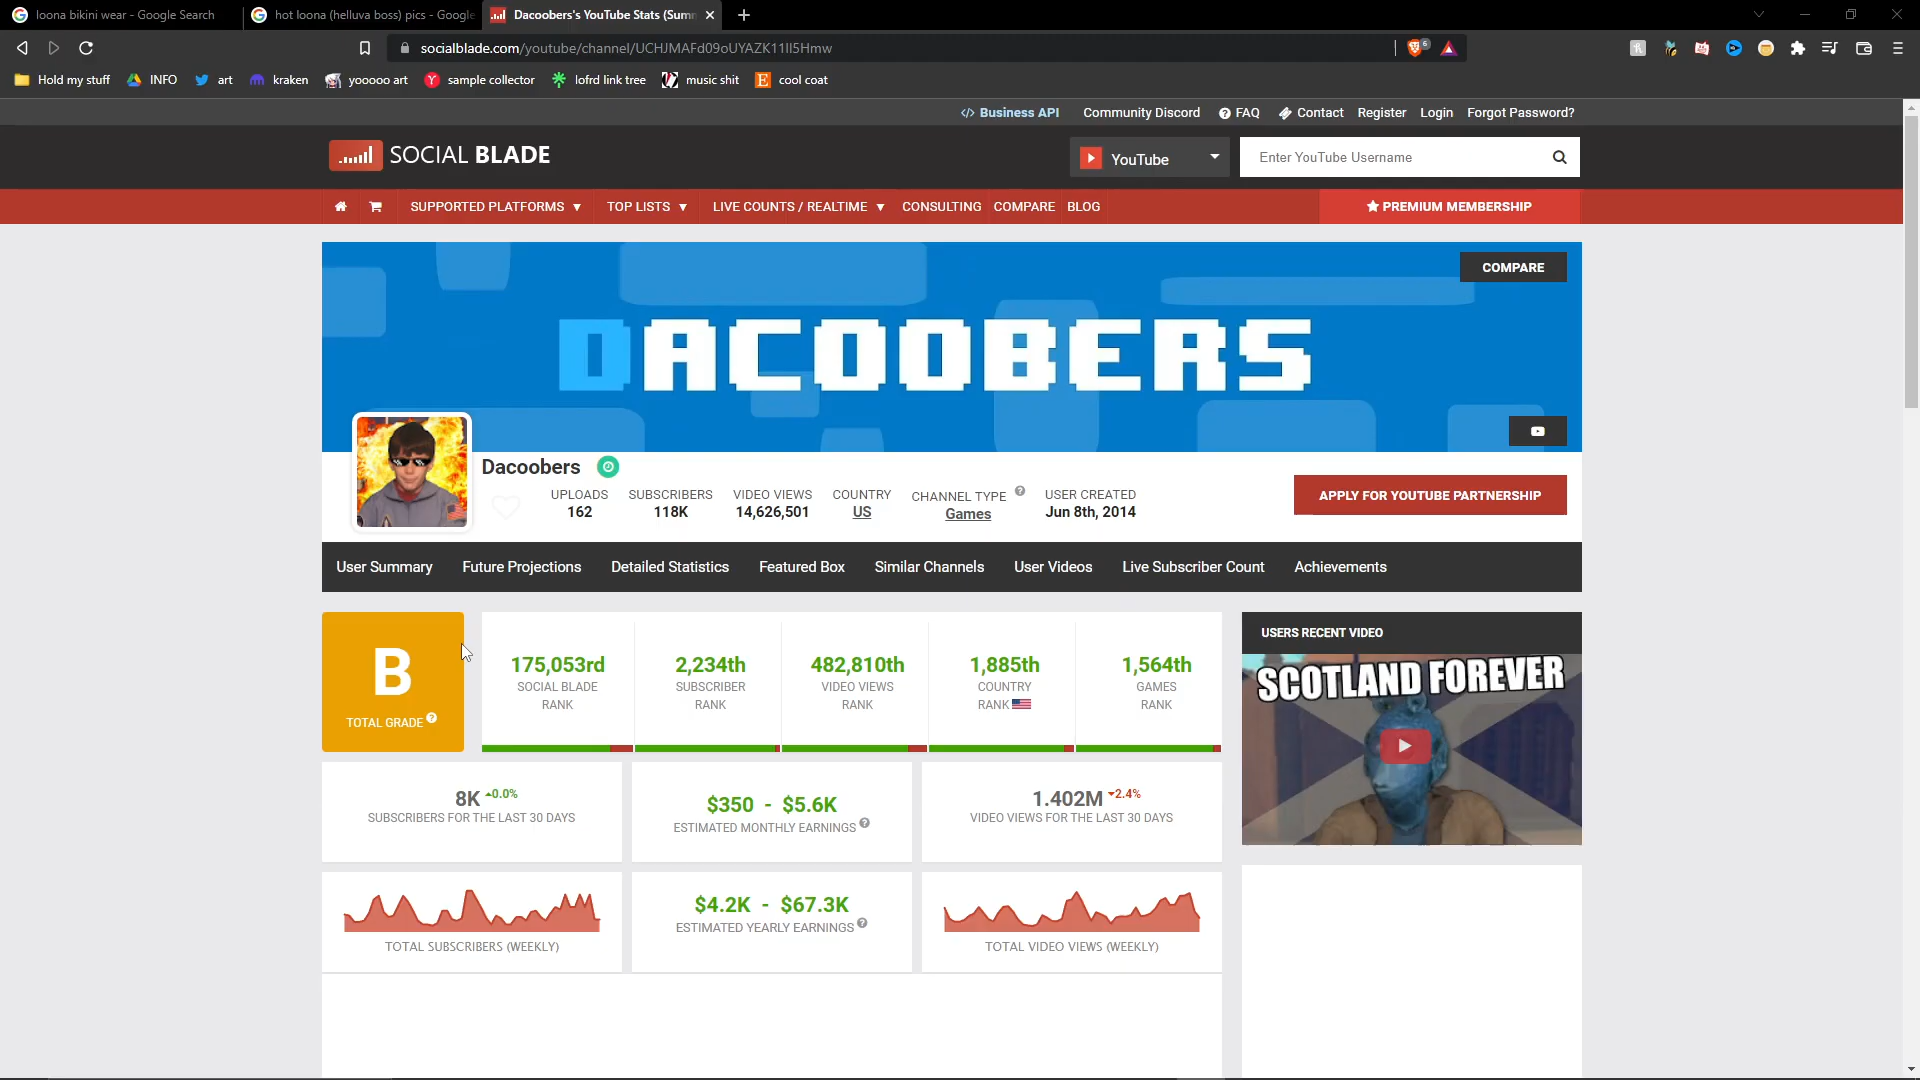 loona bikini wear - Google Search
hot loona (helluva boss) pics - Google
Dacoobers's YouTube Stats (Summ
socialblade.com/youtube/channel/UCHJMAFd09oUYAZK11Il5Hmw
6
Hold my stuff INFO art kraken yooooo art sample collector lofrd link tree music shit cool coat
Business API Community Discord FAQ Contact Register Login Forgot Password?
SOCIAL BLADE
YouTube
Enter YouTube Username
SUPPORTED PLATFORMS TOP LISTS LIVE COUNTS / REALTIME CONSULTING COMPARE BLOG
PREMIUM MEMBERSHIP
COMPARE
DACOOBERS
Dacoobers
UPLOADS SUBSCRIBERS VIDEO VIEWS COUNTRY CHANNEL TYPE USER CREATED
162 118K 14,626,501 US Games Jun 8th, 2014
APPLY FOR YOUTUBE PARTNERSHIP
User Summary Future Projections Detailed Statistics Featured Box Similar Channels User Videos Live Subscriber Count Achievements
B
TOTAL GRADE
175,053rd
SOCIAL BLADE
RANK
2,234th
SUBSCRIBER
RANK
482,810th
VIDEO VIEWS
RANK
1,885th
COUNTRY
RANK
1,564th
GAMES
RANK
USERS RECENT VIDEO
SCOTLAND FOREVER
8K 0.0%
SUBSCRIBERS FOR THE LAST 30 DAYS
$350 - $5.6K
ESTIMATED MONTHLY EARNINGS
1.402M 2.4%
VIDEO VIEWS FOR THE LAST 30 DAYS
TOTAL SUBSCRIBERS (WEEKLY)
$4.2K - $67.3K
ESTIMATED YEARLY EARNINGS
TOTAL VIDEO VIEWS (WEEKLY)